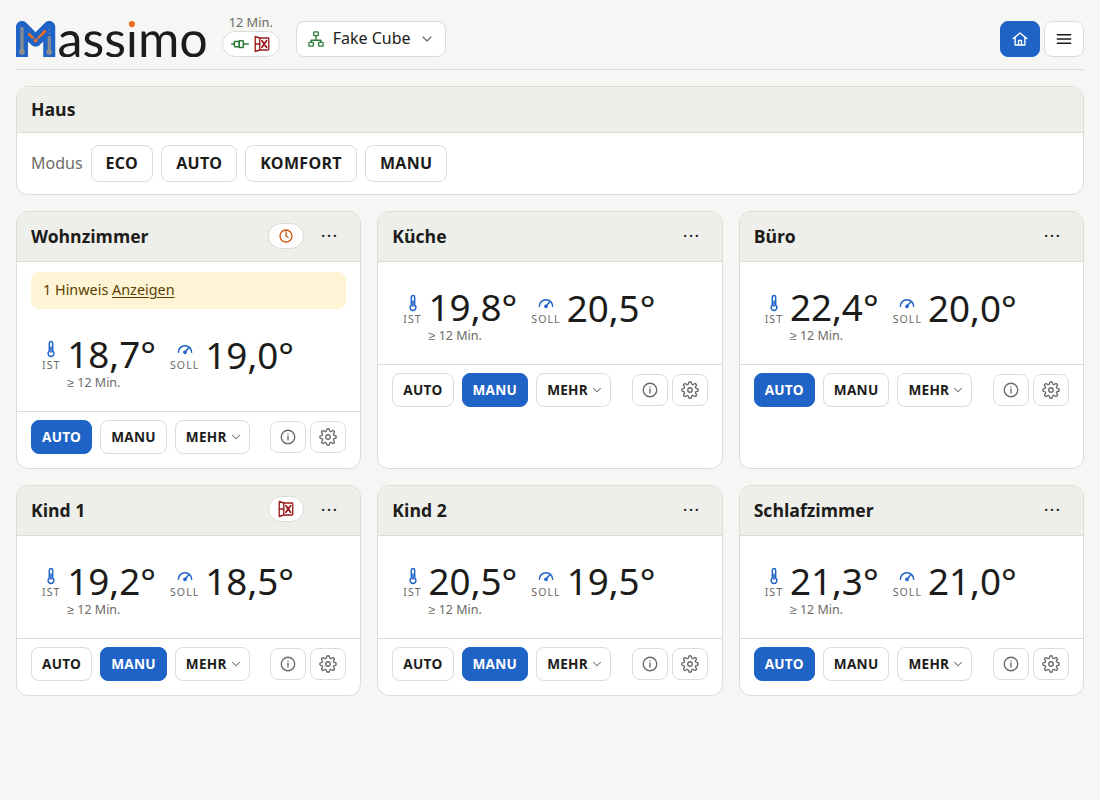 Massimo
12 Min.
Fake Cube
Haus
Modus ECO AUTO KOMFORT MANU
Wohnzimmer
1 Hinweis Anzeigen
IST 18,7° SOLL 19,0°
≥ 12 Min.
AUTO MANU MEHR
Küche
IST 19,8° SOLL 20,5°
≥ 12 Min.
AUTO MANU MEHR
Büro
IST 22,4° SOLL 20,0°
≥ 12 Min.
AUTO MANU MEHR
Kind 1
IST 19,2° SOLL 18,5°
≥ 12 Min.
AUTO MANU MEHR
Kind 2
IST 20,5° SOLL 19,5°
≥ 12 Min.
AUTO MANU MEHR
Schlafzimmer
IST 21,3° SOLL 21,0°
≥ 12 Min.
AUTO MANU MEHR